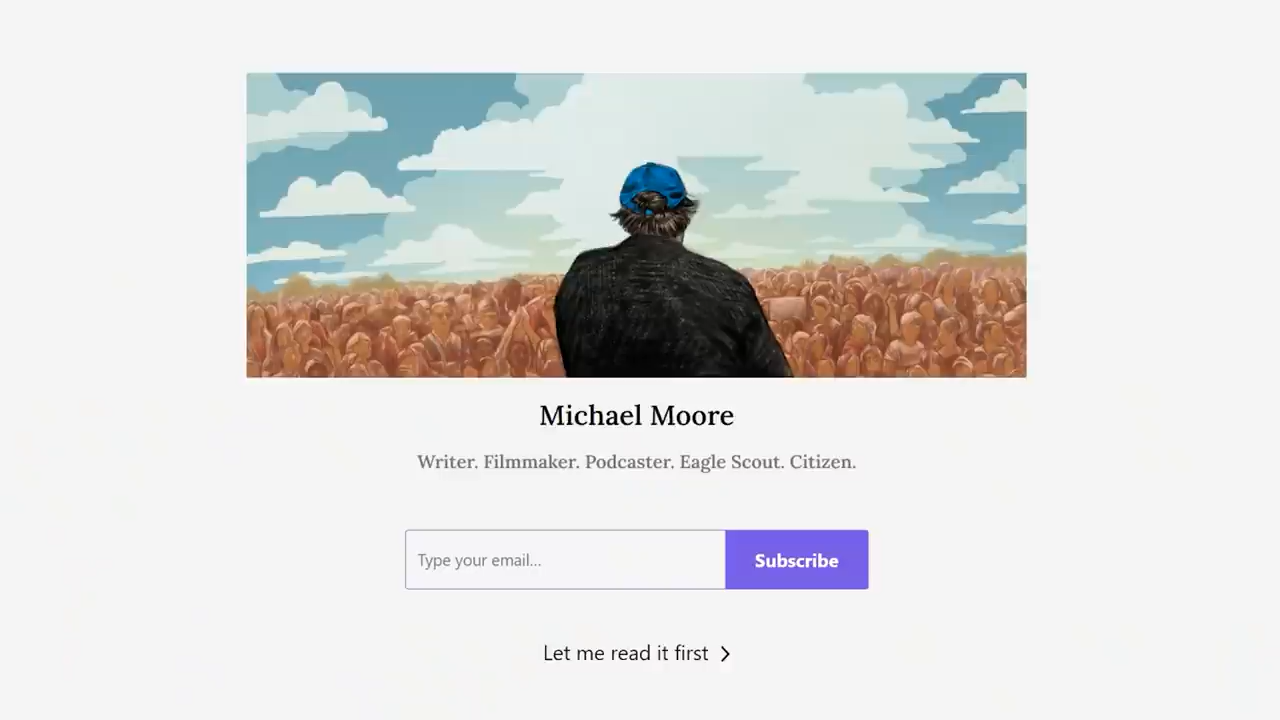 Michael Moore
Writer. Filmmaker. Podcaster. Eagle Scout. Citizen.
Type your email...
Subscribe
Let me read it first